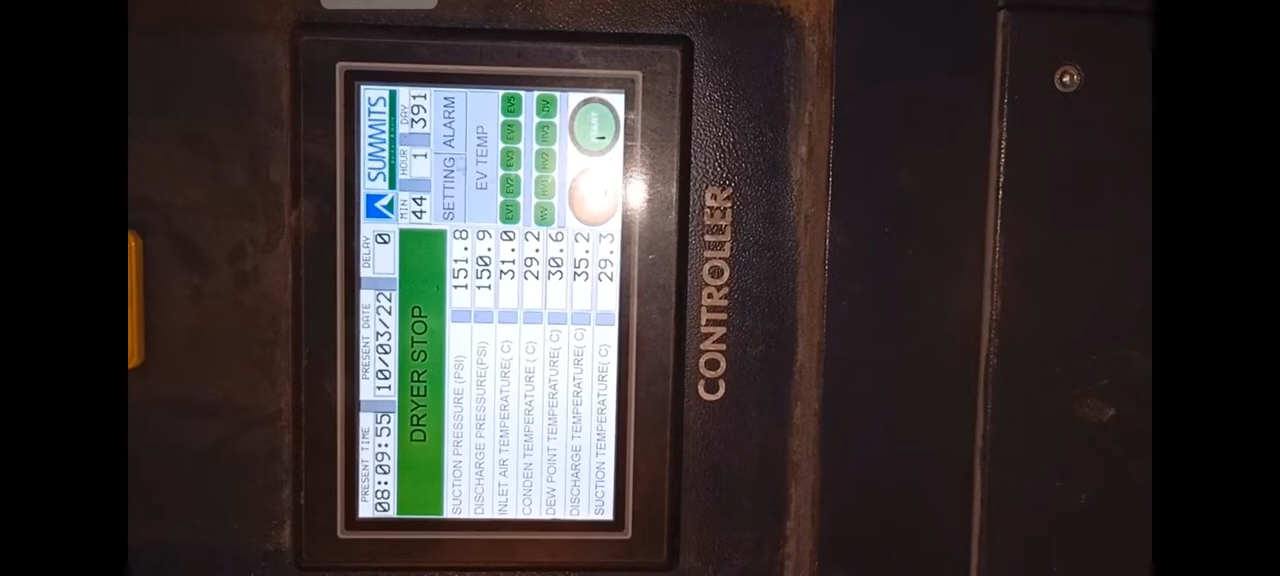 PRESENT TIME PRESENT DATE DELAY SUMMITS
08:09:55 10/03/22 0 MIN HOUR DAY
DRYER STOP 44 1 391
SUCTION PRESSURE (PSI) 151.8 SETTING ALARM
DISCHARGE PRESSURE(PSI) 150.9 EV TEMP
INLET AIR TEMPERATURE( C) 31.0 EV1 EV2 EV3 EV4 EV5
CONDEN TEMPERATURE ( C) 29.2
DEW POINT TEMPERATURE( C) 30.6 HV2 HV3 DV
DISCHARGE TEMPERATURE( C) 35.2 START
SUCTION TEMPERATURE( C) 29.3
CONTROLLER